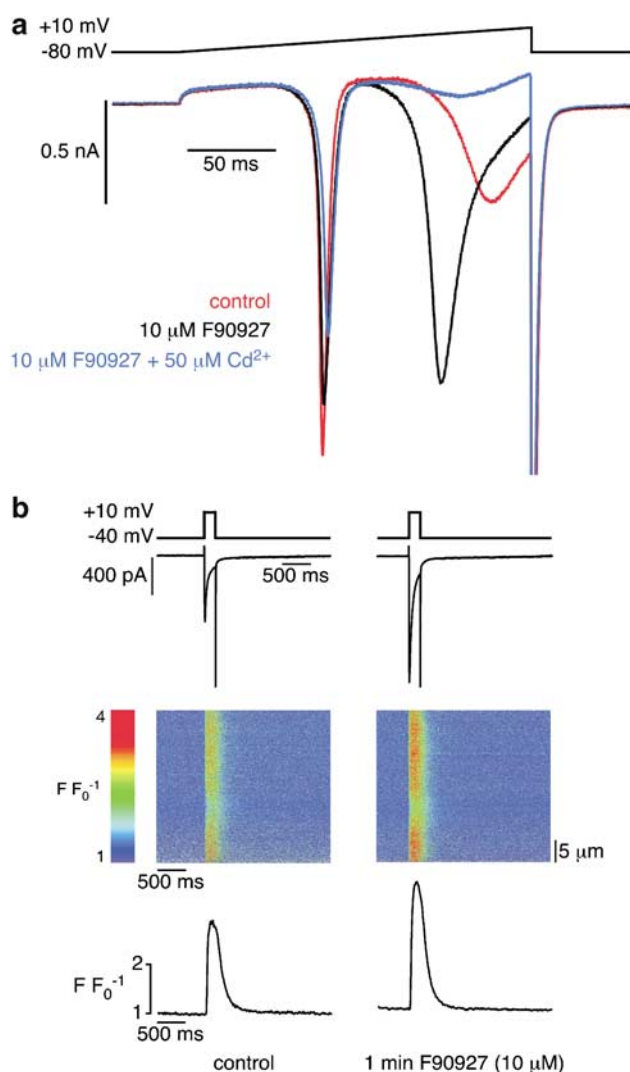 a
+10 mV
-80 mV
0.5 nA
50 ms
control
10 μM F90927
10 μM F90927 + 50 μM Cd²⁺
b
+10 mV
-40 mV
400 pA
500 ms
4
F F₀⁻¹
1
5 μm
500 ms
2
F F₀⁻¹
1
500 ms
control
1 min F90927 (10 μM)